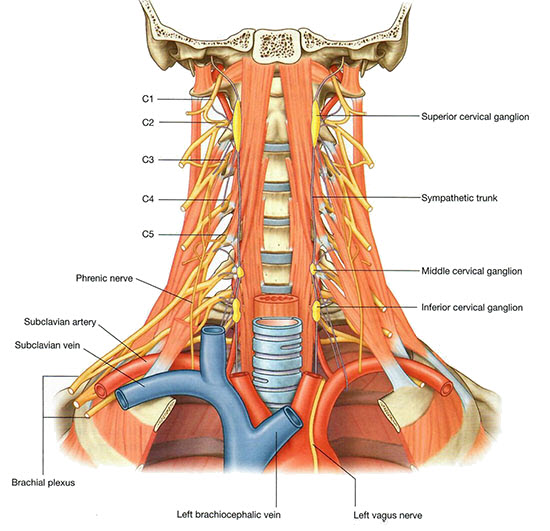 C1
C2
Superior cervical ganglion
C3
C4
Sympathetic trunk
C5
Middle cervical ganglion
Phrenic nerve
Inferior cervical ganglion
Subclavian artery
Subclavian vein
Brachial plexus
Left brachiocephalic vein
Left vagus nerve